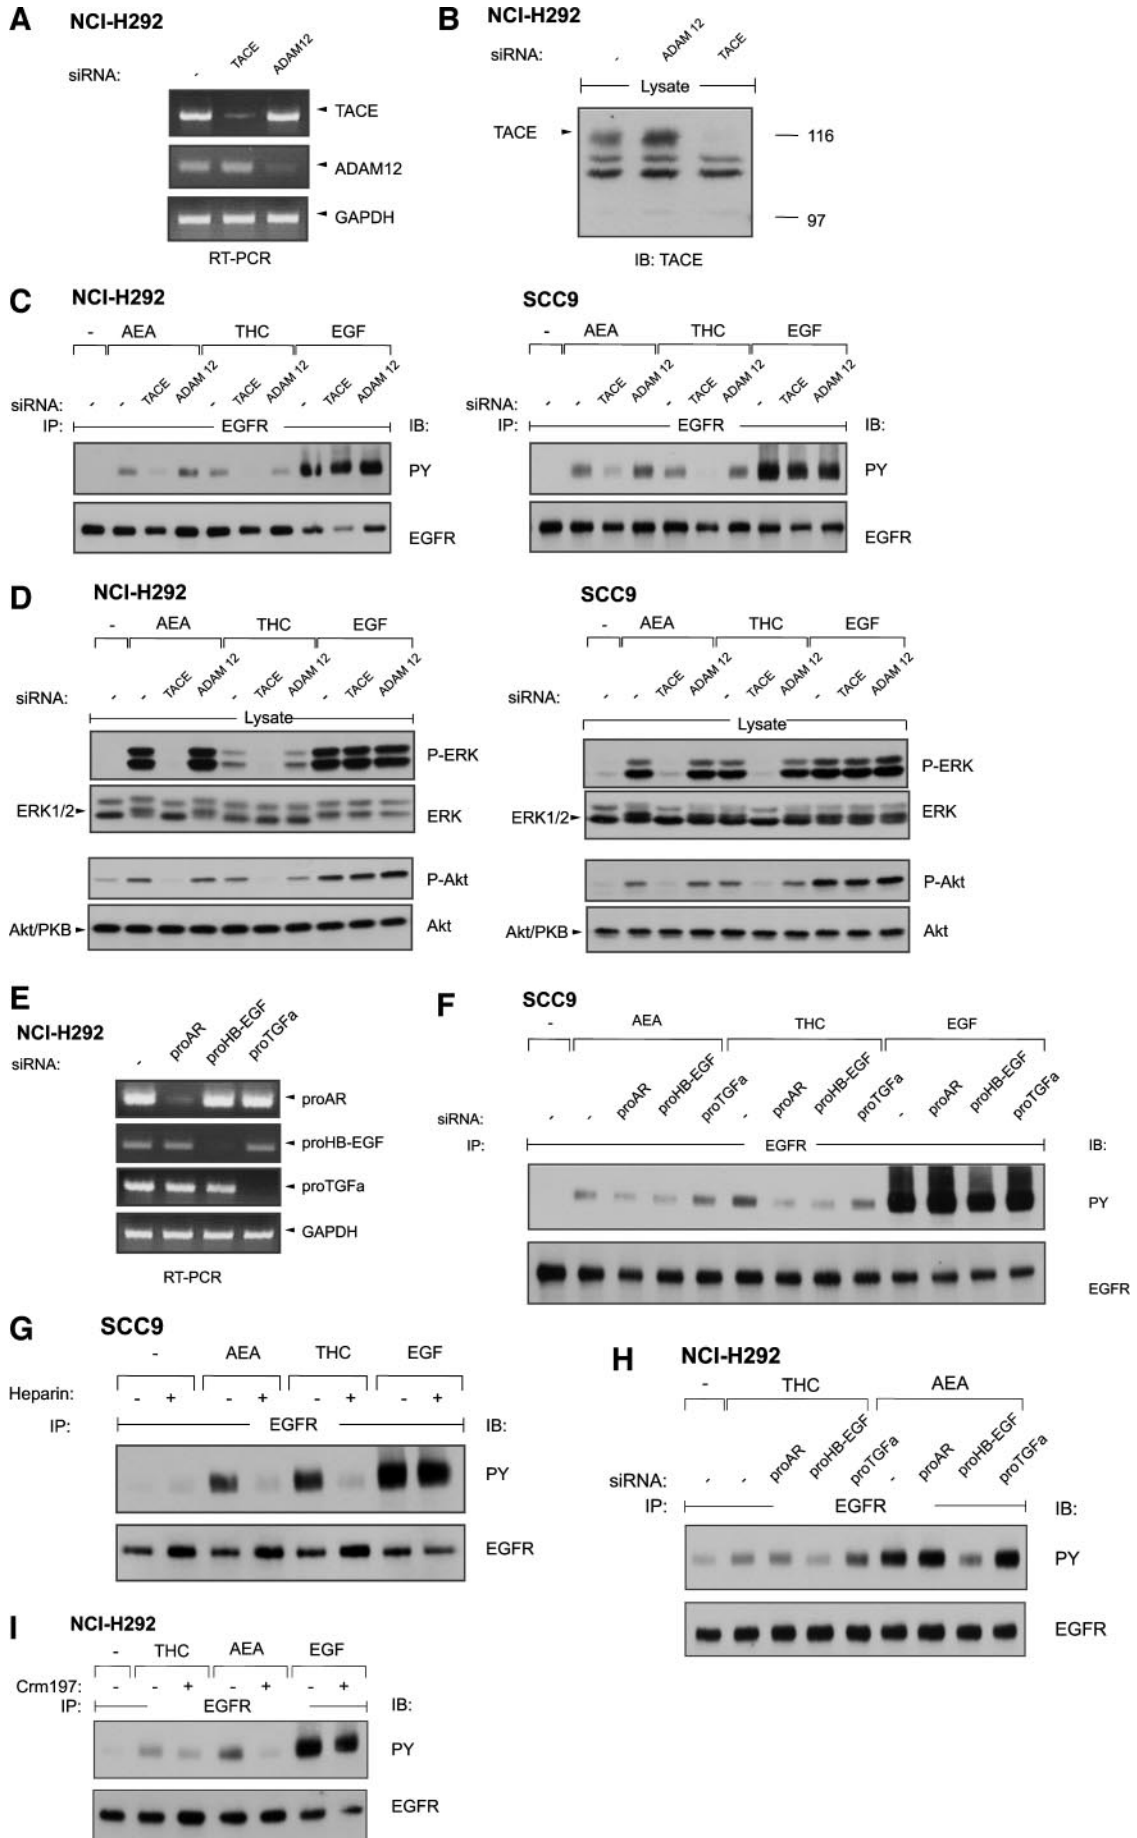 A
NCI-H292
siRNA: - TACE ADAM12
TACE
ADAM12
GAPDH
RT-PCR
B
NCI-H292
siRNA: - ADAM 12 TACE
Lysate
TACE
116
97
IB: TACE
C
NCI-H292
- AEA THC EGF
siRNA: - - TACE ADAM 12 - TACE ADAM 12 - TACE ADAM 12
IP: EGFR IB:
PY
EGFR
SCC9
- AEA THC EGF
siRNA: - - TACE ADAM 12 - TACE ADAM 12 - TACE ADAM 12
IP: EGFR IB:
PY
EGFR
D
NCI-H292
- AEA THC EGF
siRNA: - - TACE ADAM 12 - TACE ADAM 12 - TACE ADAM 12
Lysate
P-ERK
ERK1/2 ERK
P-Akt
Akt/PKB Akt
SCC9
- AEA THC EGF
siRNA: - - TACE ADAM 12 - TACE ADAM 12 - TACE ADAM 12
Lysate
P-ERK
ERK1/2 ERK
P-Akt
Akt/PKB Akt
E
NCI-H292
siRNA: - proAR proHB-EGF proTGFa
proAR
proHB-EGF
proTGFa
GAPDH
RT-PCR
F
SCC9
- AEA THC EGF
siRNA: - - proAR proHB-EGF proTGFa - proAR proHB-EGF proTGFa - proAR proHB-EGF proTGFa
IP: EGFR IB:
PY
EGFR
G
SCC9
- AEA THC EGF
Heparin: - + - + - + - +
IP: EGFR IB:
PY
EGFR
H
NCI-H292
- THC AEA
siRNA: - - proAR proHB-EGF proTGFa - proAR proHB-EGF proTGFa
IP: EGFR IB:
PY
EGFR
I
NCI-H292
- THC AEA EGF
Crm197: - - + - + - +
IP: EGFR IB:
PY
EGFR